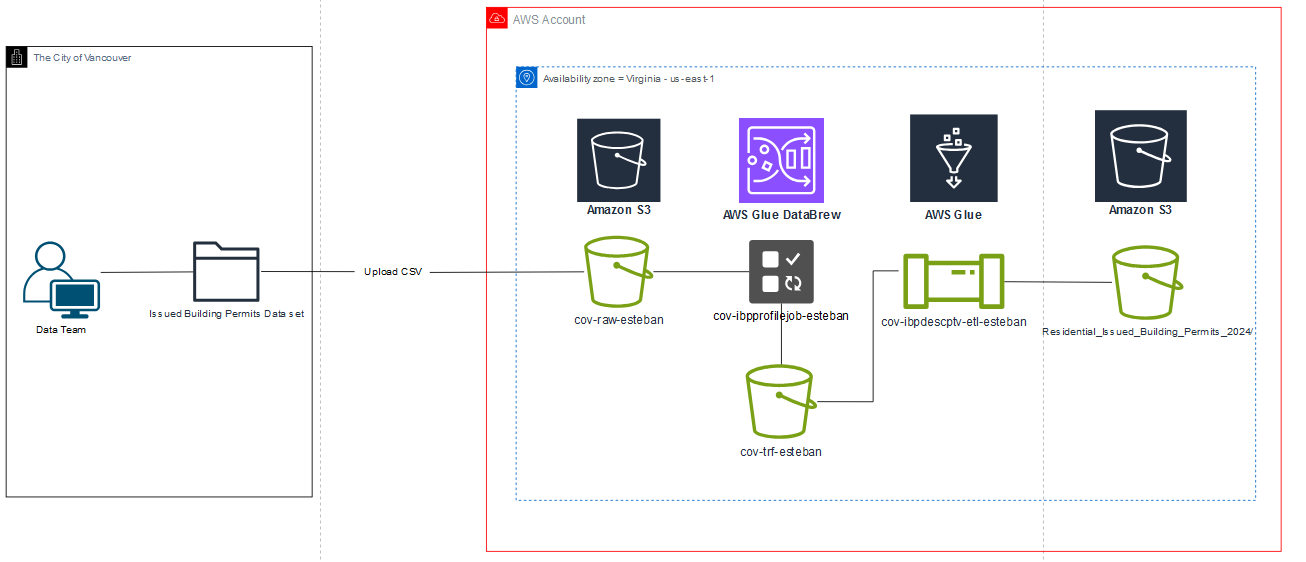 AWS Account
The City of Vancouver
Availability zone = Virginia - us-east-1
Amazon S3
AWS Glue DataBrew
AWS Glue
Amazon S3
Upload CSV
Data Team
Issued Building Permits Data set
cov-raw-esteban
cov-ibpprofilejob-esteban
cov-ibpdescptv-etl-esteban
Residential_Issued_Building_Permits_2024/
cov-trf-esteban